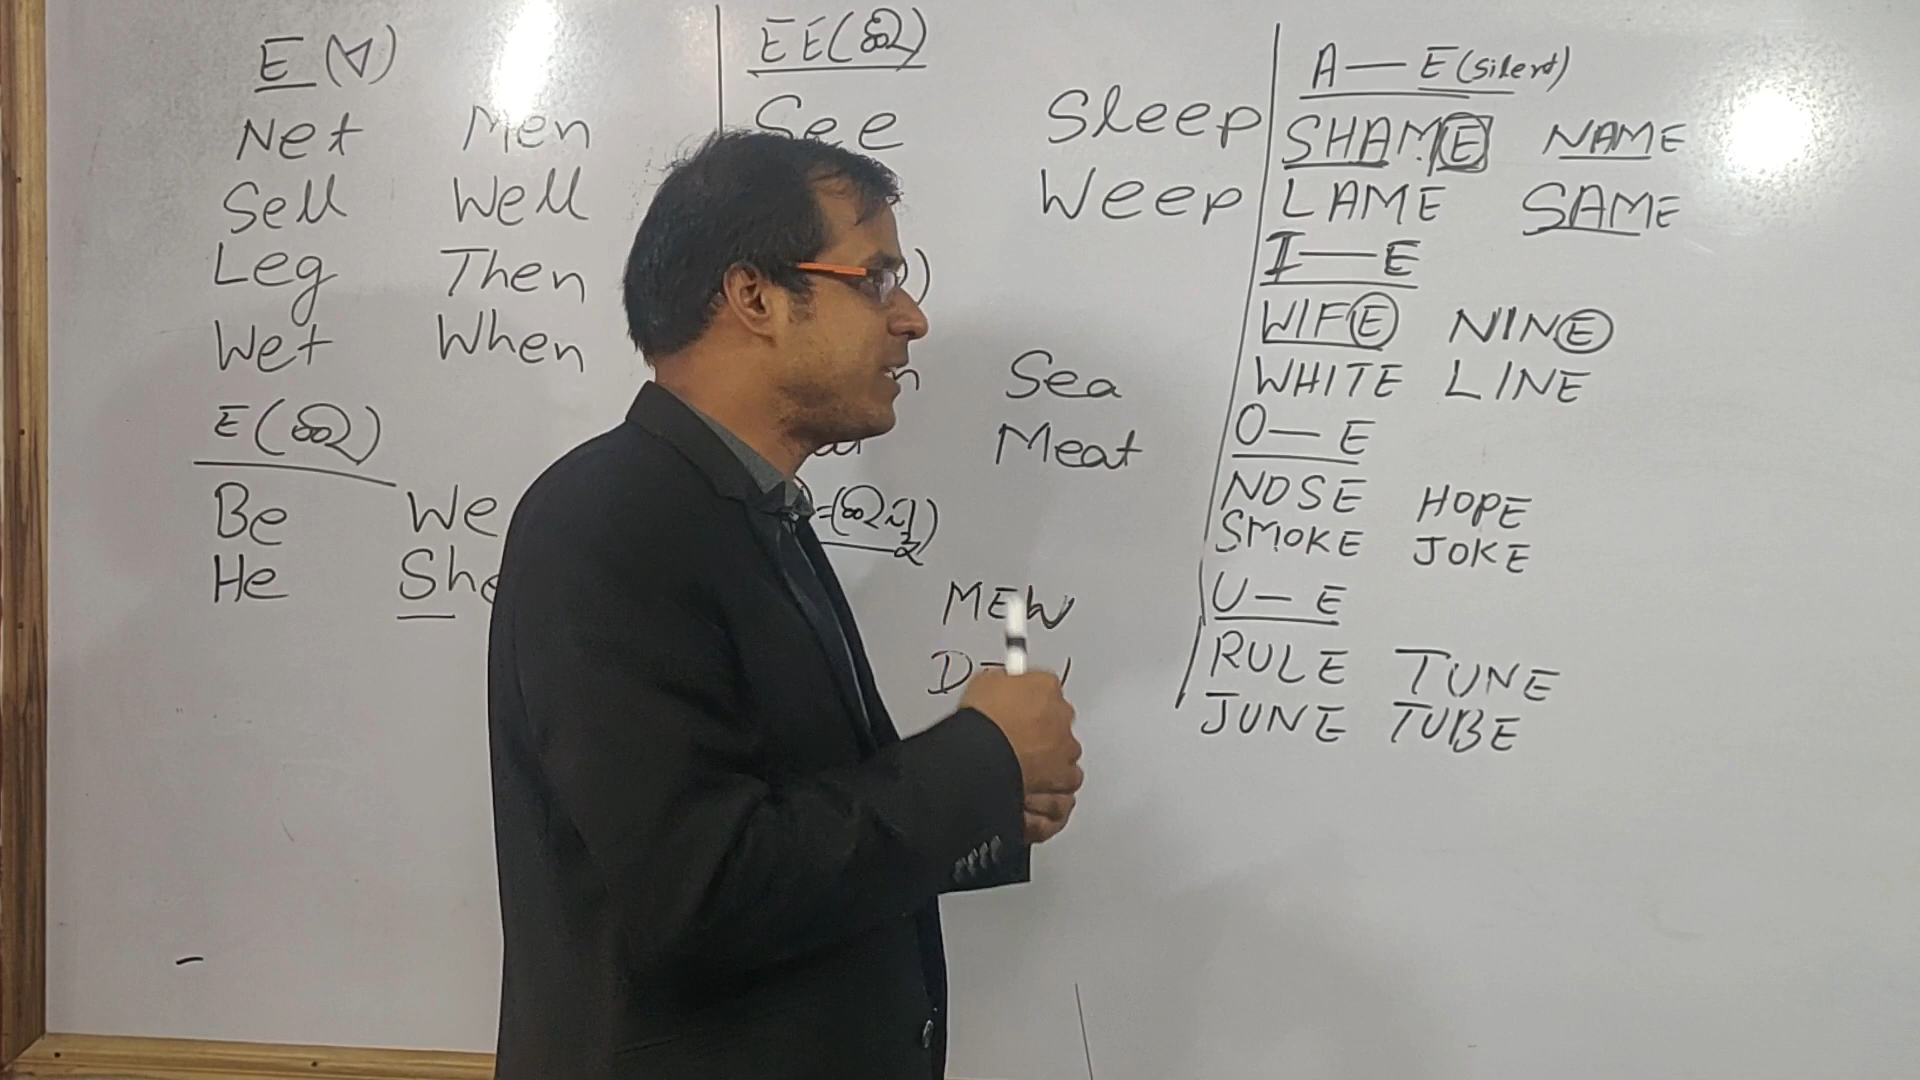 E
Net Men
Sell Well
Leg Then
Wet When
E (ඊ)
Be We
He She
EE (ඊ)
See Sleep
Weep
Sea
Meat
MEW
A — E (silent)
SHAME NAME
LAME SAME
I — E
WIFE NINE
WHITE LINE
O — E
NOSE HOPE
SMOKE JOKE
U — E
RULE TUNE
JUNE TUBE